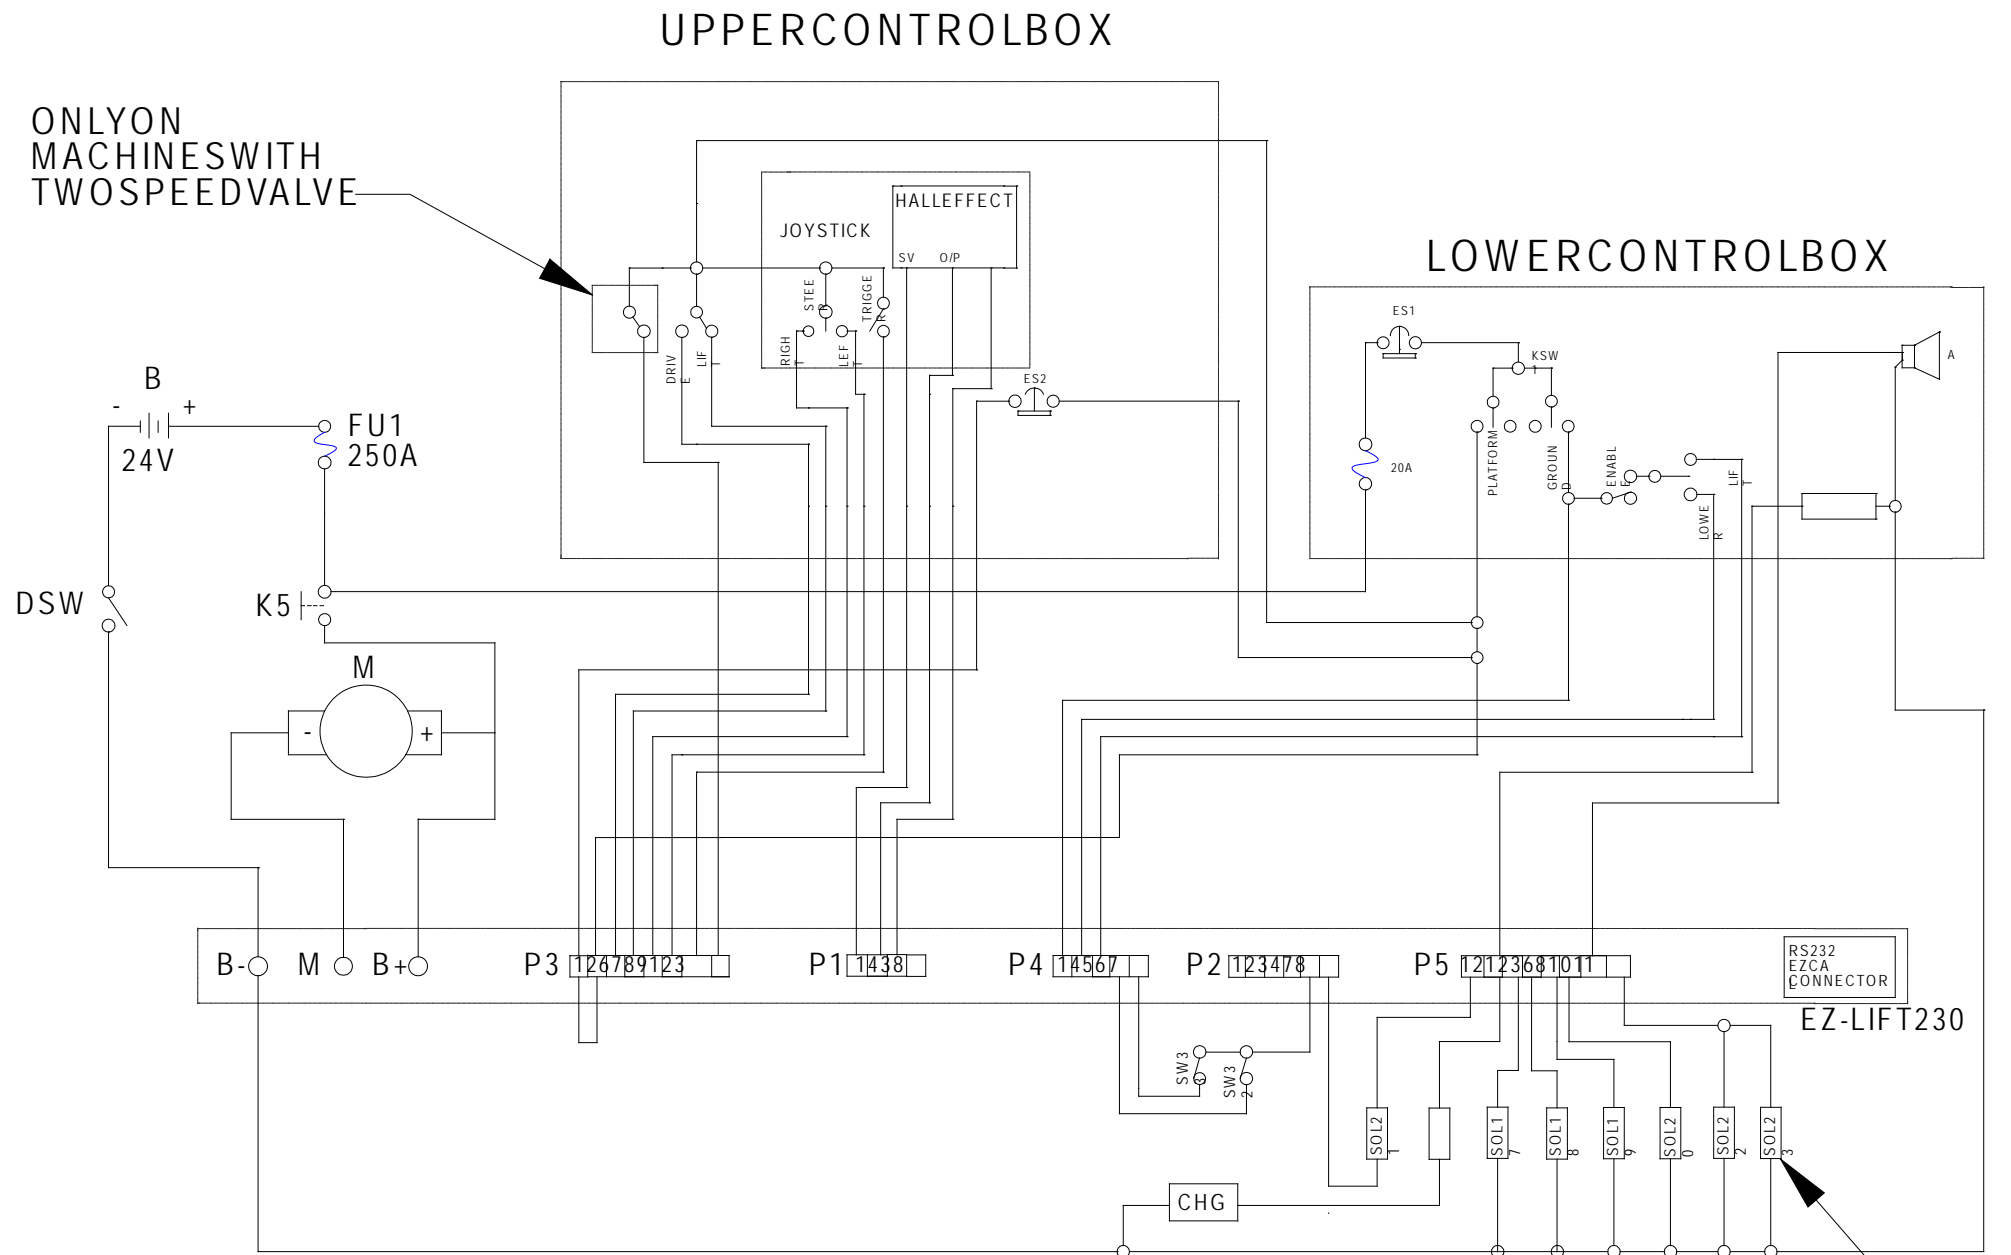 UPPERCONTROLBOX
ONLYON
MACHINESWITH
TWOSPEEDVALVE
HALLEFFECT
JOYSTICK
SV O/P
STEE
R
TRIGGE
R
RIGH
T
LEF
T
DRIV
E
LIF
T
ES2
LOWERCONTROLBOX
ES1
KSW
1
A
20A
PLATFORM
GROUN
D
ENABL
E
LIF
T
LOWE
R
B
- +
24V
FU1
250A
DSW
K5
M
- +
B- M B+
P3 126789123
P1 1438
P4 14567
P2 123478
P5 12123681011
RS232
EZCA
CONNECTOR
L
EZ-LIFT230
SW3
3
SW3
2
SOL2
1
SOL1
7
SOL1
8
SOL1
9
SOL2
0
SOL2
2
SOL2
3
CHG